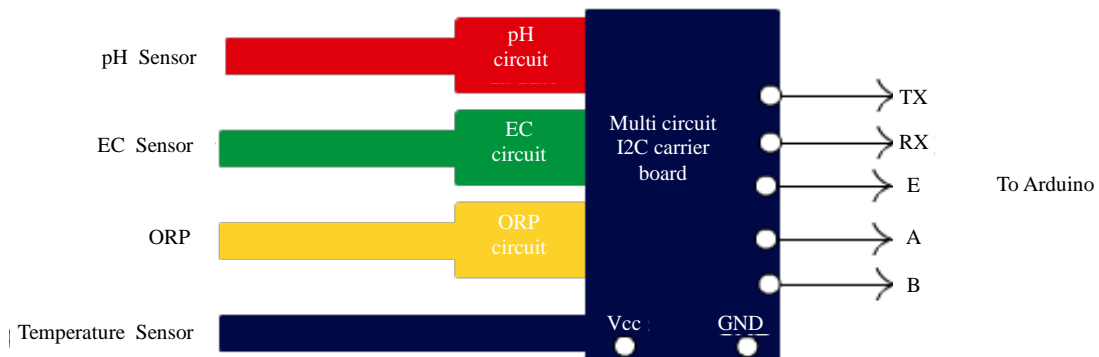 pH Sensor
pH
circuit
EC Sensor
EC
circuit
ORP
ORP
circuit
Temperature Sensor
Multi circuit
I2C carrier
board
Vcc
GND
TX
RX
E
A
B
To Arduino